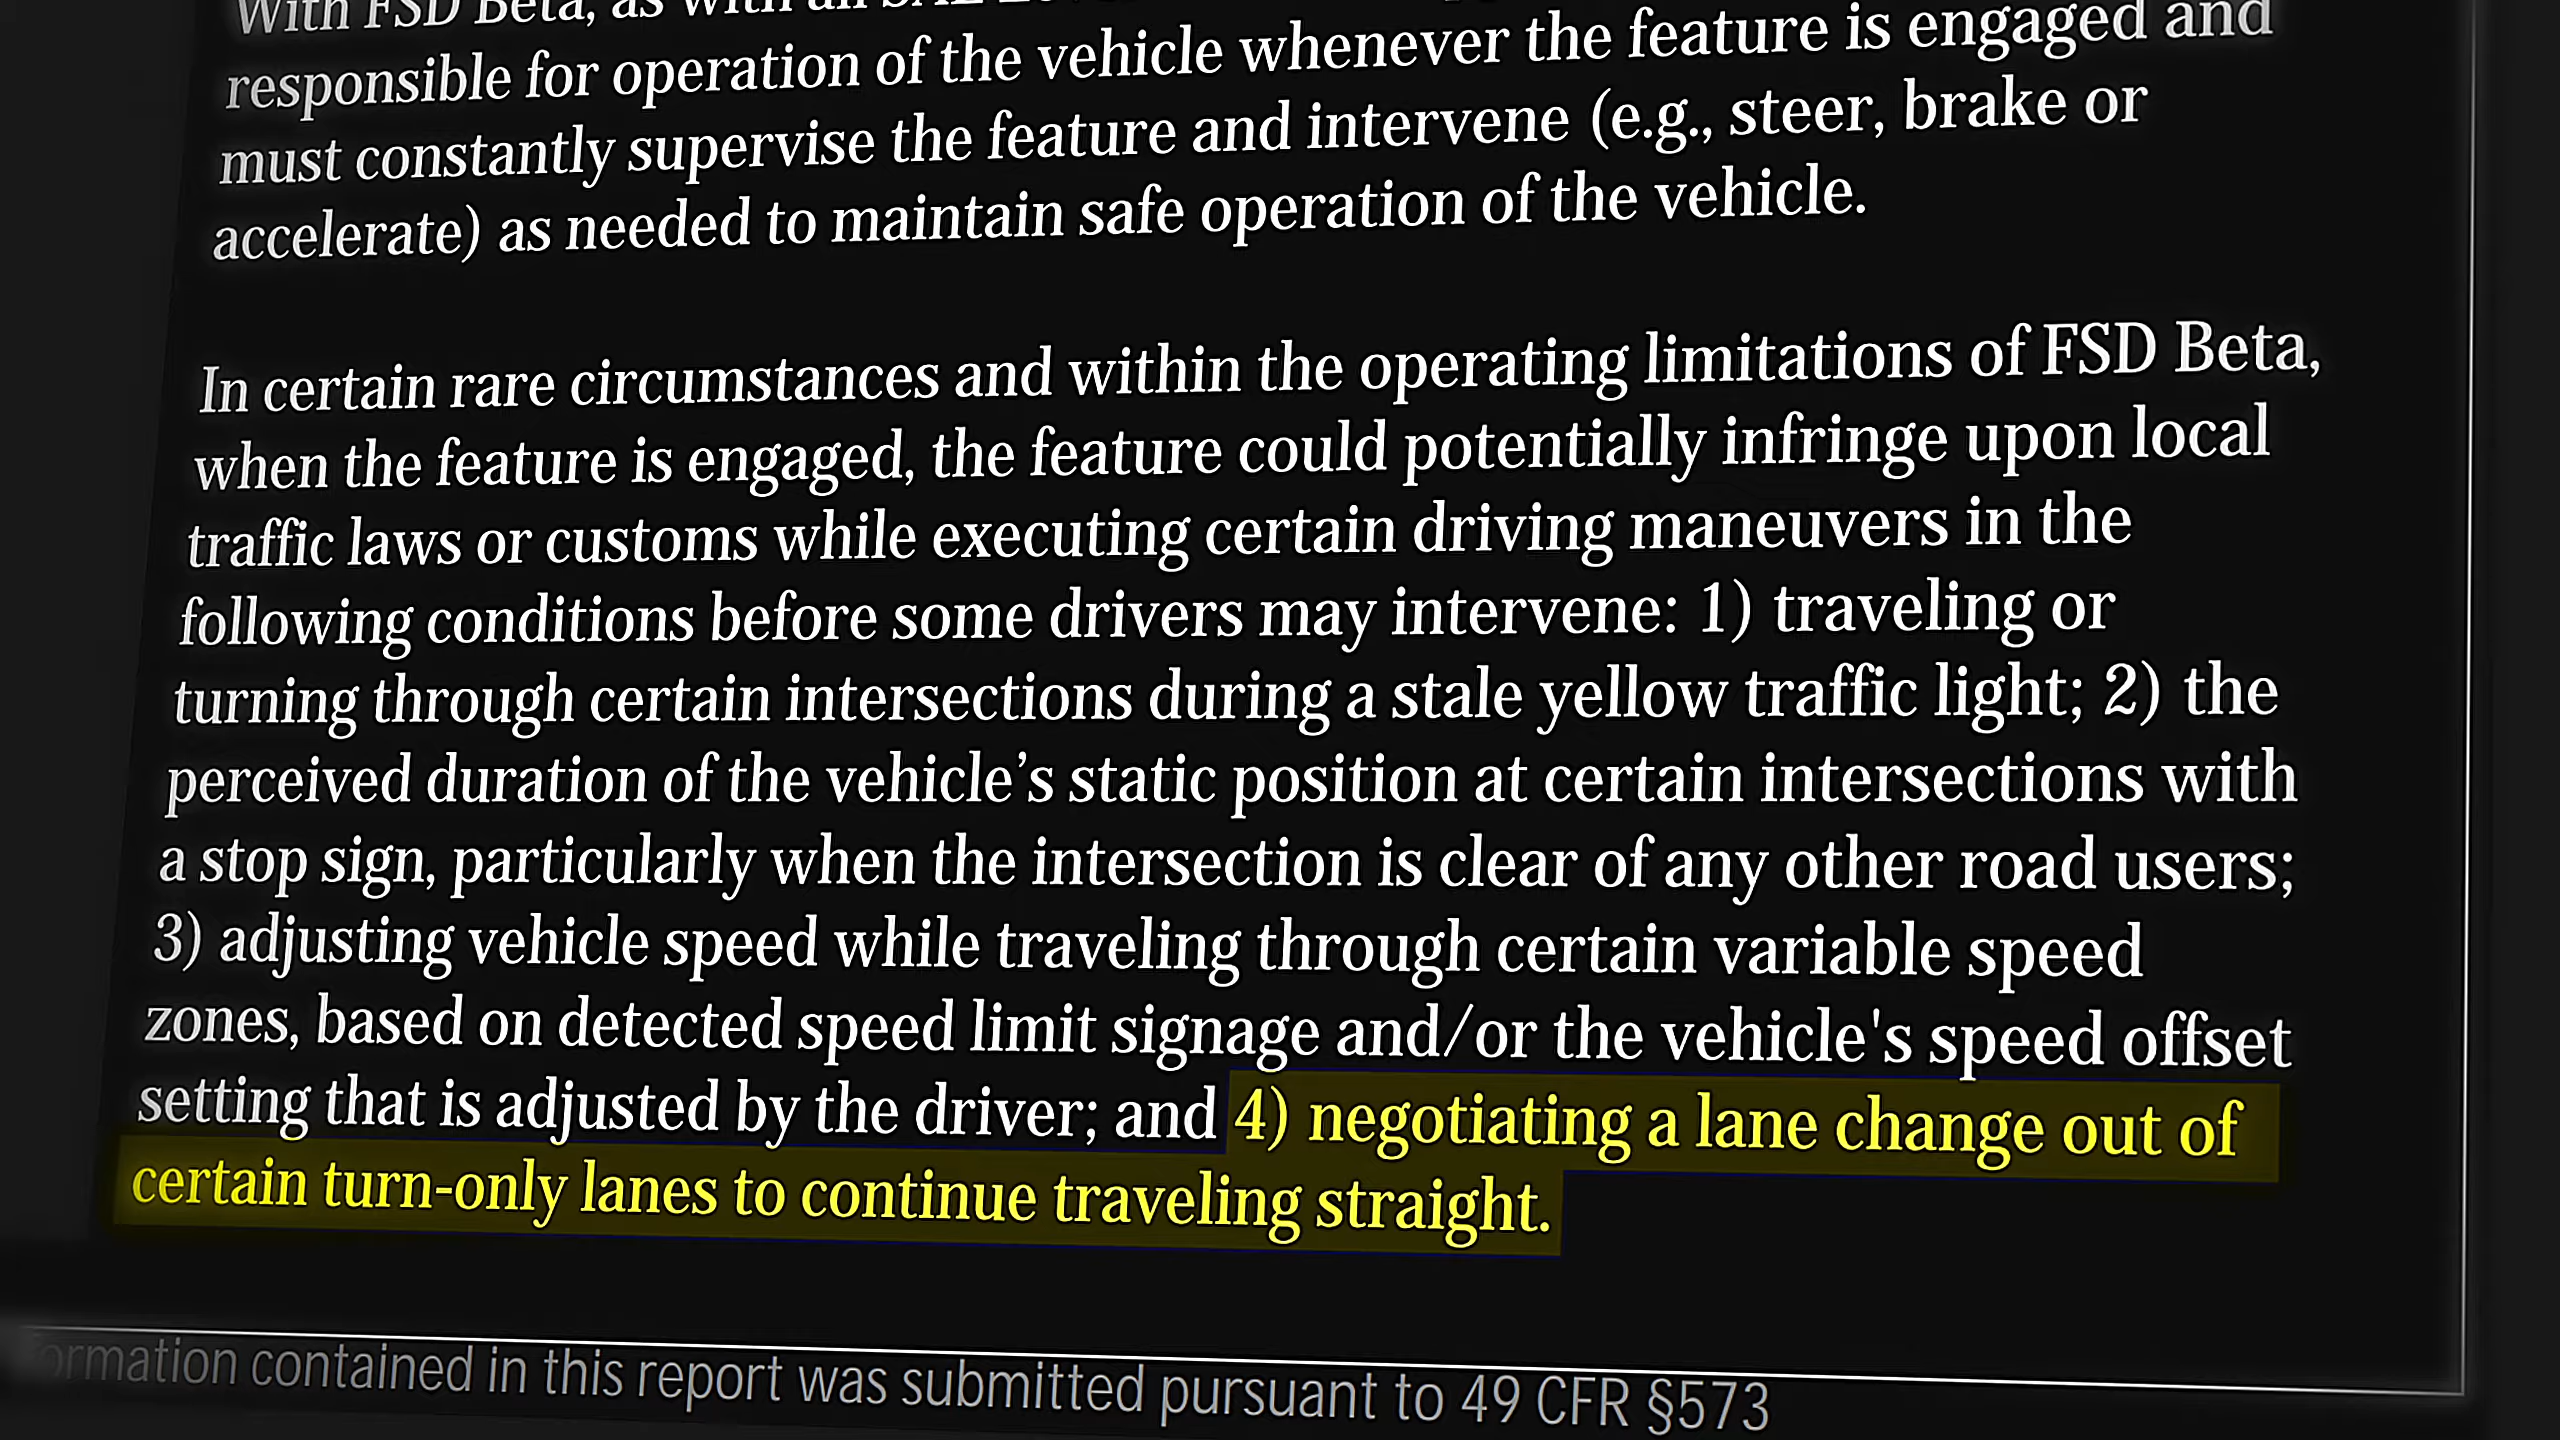 With FSD Beta, as with all SAE
responsible for operation of the vehicle whenever the feature is engaged and
must constantly supervise the feature and intervene (e.g., steer, brake or
accelerate) as needed to maintain safe operation of the vehicle.
In certain rare circumstances and within the operating limitations of FSD Beta,
when the feature is engaged, the feature could potentially infringe upon local
traffic laws or customs while executing certain driving maneuvers in the
following conditions before some drivers may intervene: 1) traveling or
turning through certain intersections during a stale yellow traffic light; 2) the
perceived duration of the vehicle’s static position at certain intersections with
a stop sign, particularly when the intersection is clear of any other road users;
3) adjusting vehicle speed while traveling through certain variable speed
zones, based on detected speed limit signage and/or the vehicle's speed offset
setting that is adjusted by the driver; and 4) negotiating a lane change out of
certain turn-only lanes to continue traveling straight.
ormation contained in this report was submitted pursuant to 49 CFR §573